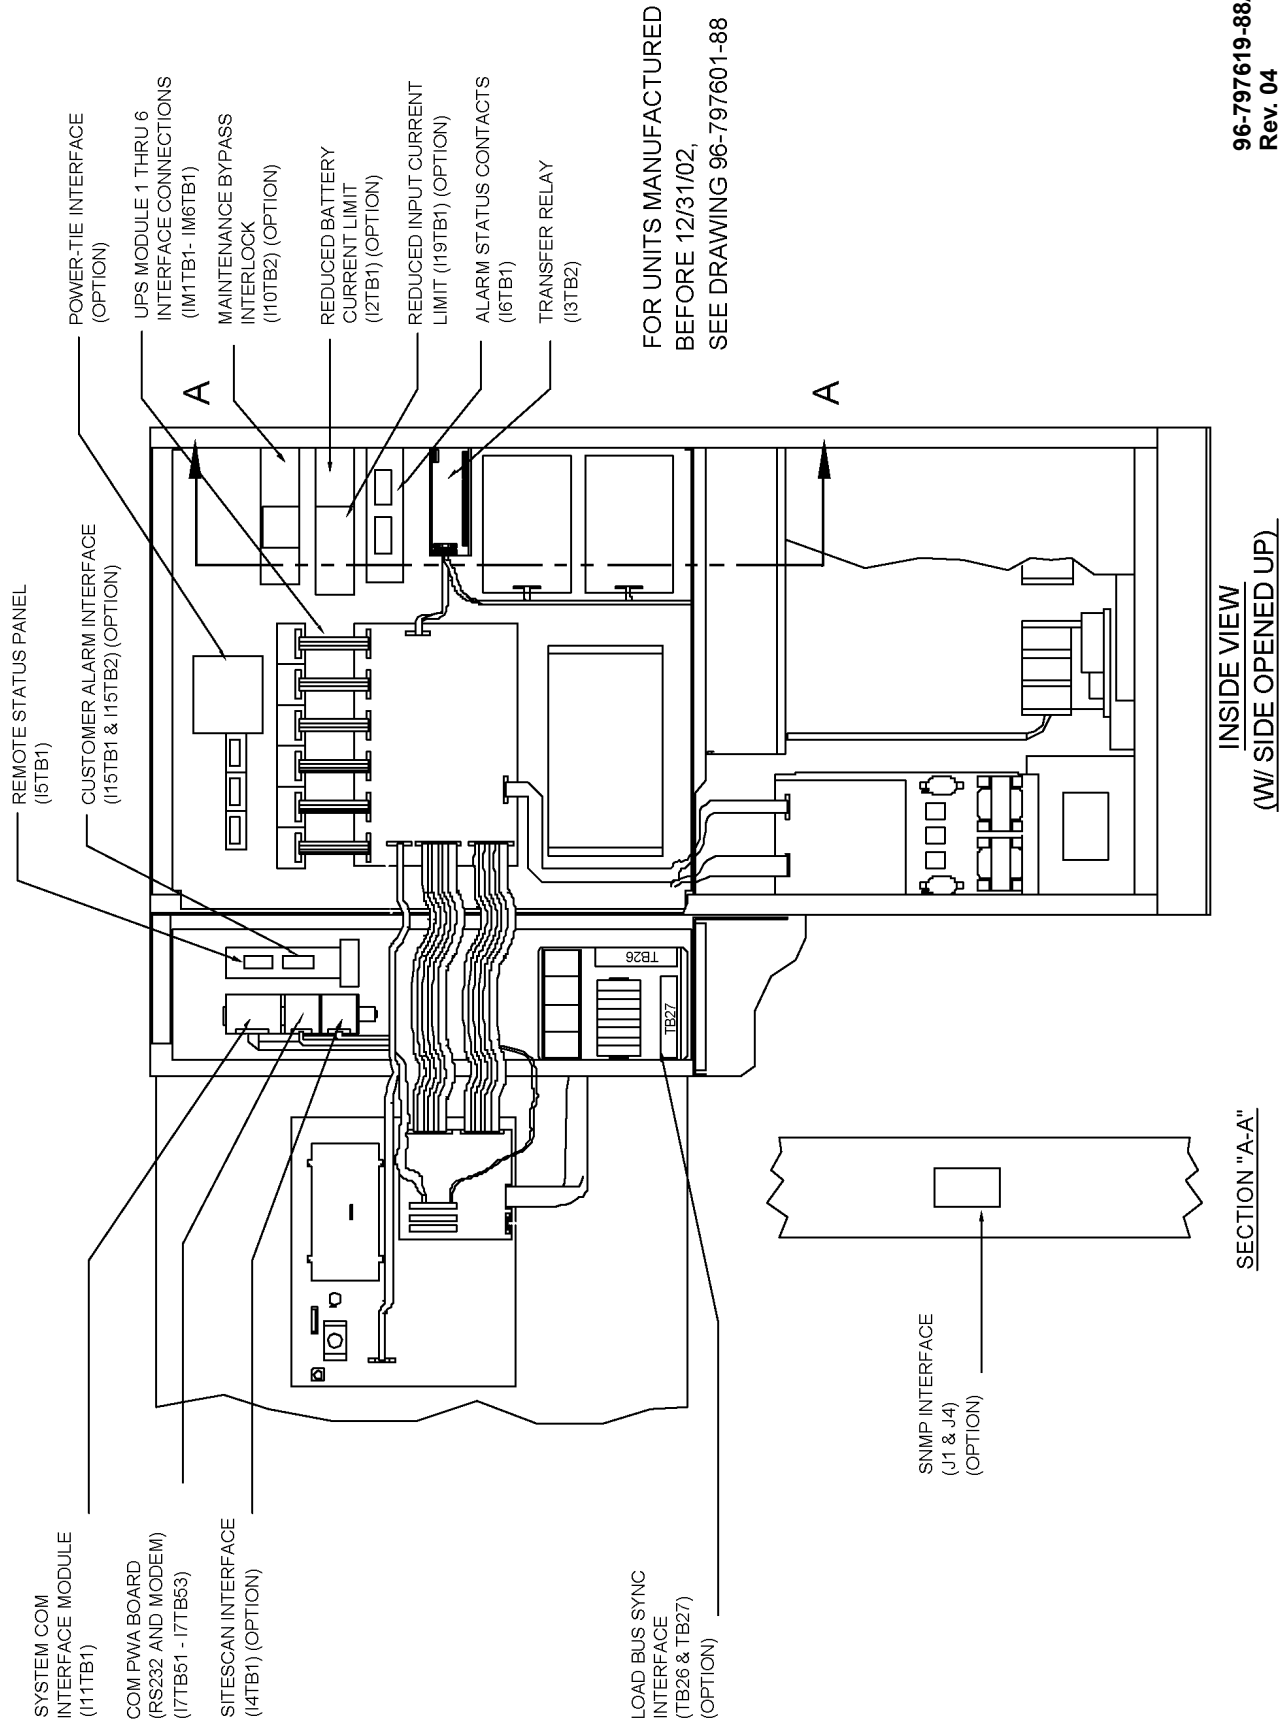 REMOTE STATUS PANEL
(I5TB1)
CUSTOMER ALARM INTERFACE
(I15TB1 & I15TB2) (OPTION)
POWER-TIE INTERFACE
(OPTION)
UPS MODULE 1 THRU 6
INTERFACE CONNECTIONS
(IM1TB1- IM6TB1)
MAINTENANCE BYPASS
INTERLOCK
(I10TB2) (OPTION)
REDUCED BATTERY
CURRENT LIMIT
(I2TB1) (OPTION)
REDUCED INPUT CURRENT
LIMIT (I19TB1) (OPTION)
ALARM STATUS CONTACTS
(I6TB1)
TRANSFER RELAY
(I3TB2)
FOR UNITS MANUFACTURED
BEFORE 12/31/02,
SEE DRAWING 96-797601-88
A
A
TB26
TB27
SYSTEM COM
INTERFACE MODULE
(I11TB1)
COM PWA BOARD
(RS232 AND MODEM)
(I7TB51 - I7TB53)
SITESCAN INTERFACE
(I4TB1) (OPTION)
LOAD BUS SYNC
INTERFACE
(TB26 & TB27)
(OPTION)
SNMP INTERFACE
(J1 & J4)
(OPTION)
SECTION "A-A"
INSIDE VIEW
(W/ SIDE OPENED UP)
96-797619-88
Rev. 04